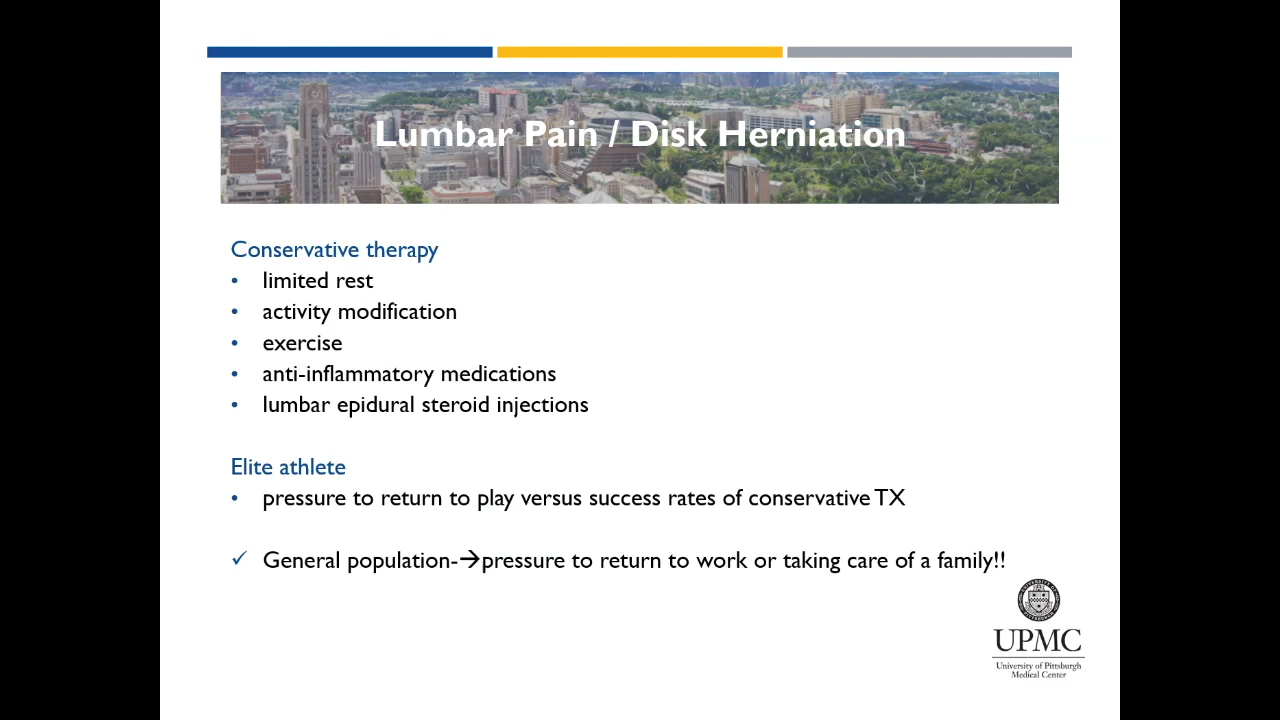 Lumbar Pain / Disk Herniation
Conservative therapy
• limited rest
• activity modification
• exercise
• anti-inflammatory medications
• lumbar epidural steroid injections
Elite athlete
• pressure to return to play versus success rates of conservative TX
✓ General population-→pressure to return to work or taking care of a family!!
UPMC
University of Pittsburgh
Medical Center